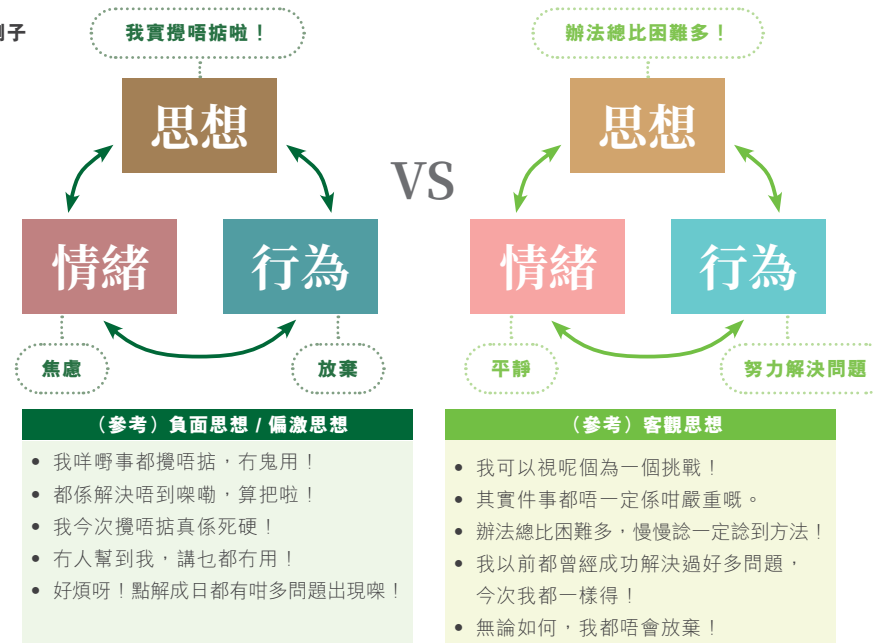 例子
我實攪唔掂啦！
思想
情緒
行為
焦慮
放棄
VS
辦法總比困難多！
思想
情緒
行為
平靜
努力解決問題
（參考）負面思想 / 偏激思想
• 我咩嘢事都攪唔掂，冇鬼用！
• 都係解決唔到㗎嘞，算把啦！
• 我今次攪唔掂真係死硬！
• 冇人幫到我，講乜都冇用！
• 好煩呀！點解成日都有咁多問題出現㗎！
（參考）客觀思想
• 我可以視呢個為一個挑戰！
• 其實件事都唔一定係咁嚴重嘅。
• 辦法總比困難多，慢慢諗一定諗到方法！
• 我以前都曾經成功解決過好多問題，
今次我都一樣得！
• 無論如何，我都唔會放棄！